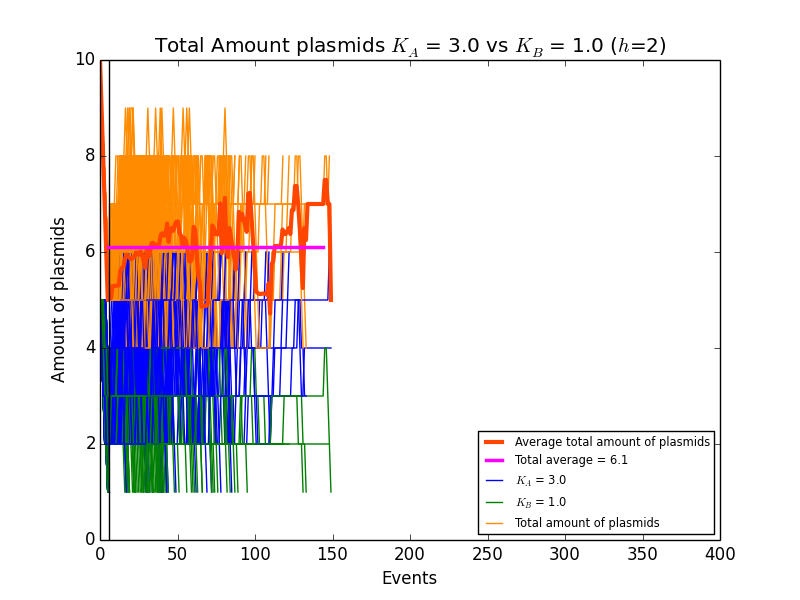 Total Amount plasmids K_A = 3.0 vs K_B = 1.0 (h=2)
10
8
6
4
2
0
Amount of plasmids
0 50 100 150 200 250 300 350 400
Events
Average total amount of plasmids
Total average = 6.1
K_A = 3.0
K_B = 1.0
Total amount of plasmids